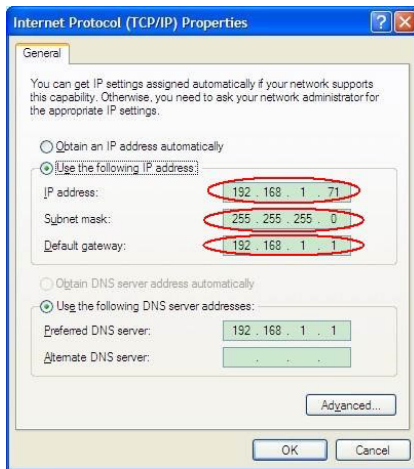 Internet Protocol (TCP/IP) Properties
General
You can get IP settings assigned automatically if your network supports
this capability. Otherwise, you need to ask your network administrator for
the appropriate IP settings.
Obtain an IP address automatically
Use the following IP address:
IP address: 192 . 168 . 1 . 71
Subnet mask: 255 . 255 . 255 . 0
Default gateway: 192 . 168 . 1 . 1
Obtain DNS server address automatically
Use the following DNS server addresses:
Preferred DNS server: 192 . 168 . 1 . 1
Alternate DNS server: . . .
Advanced...
OK Cancel